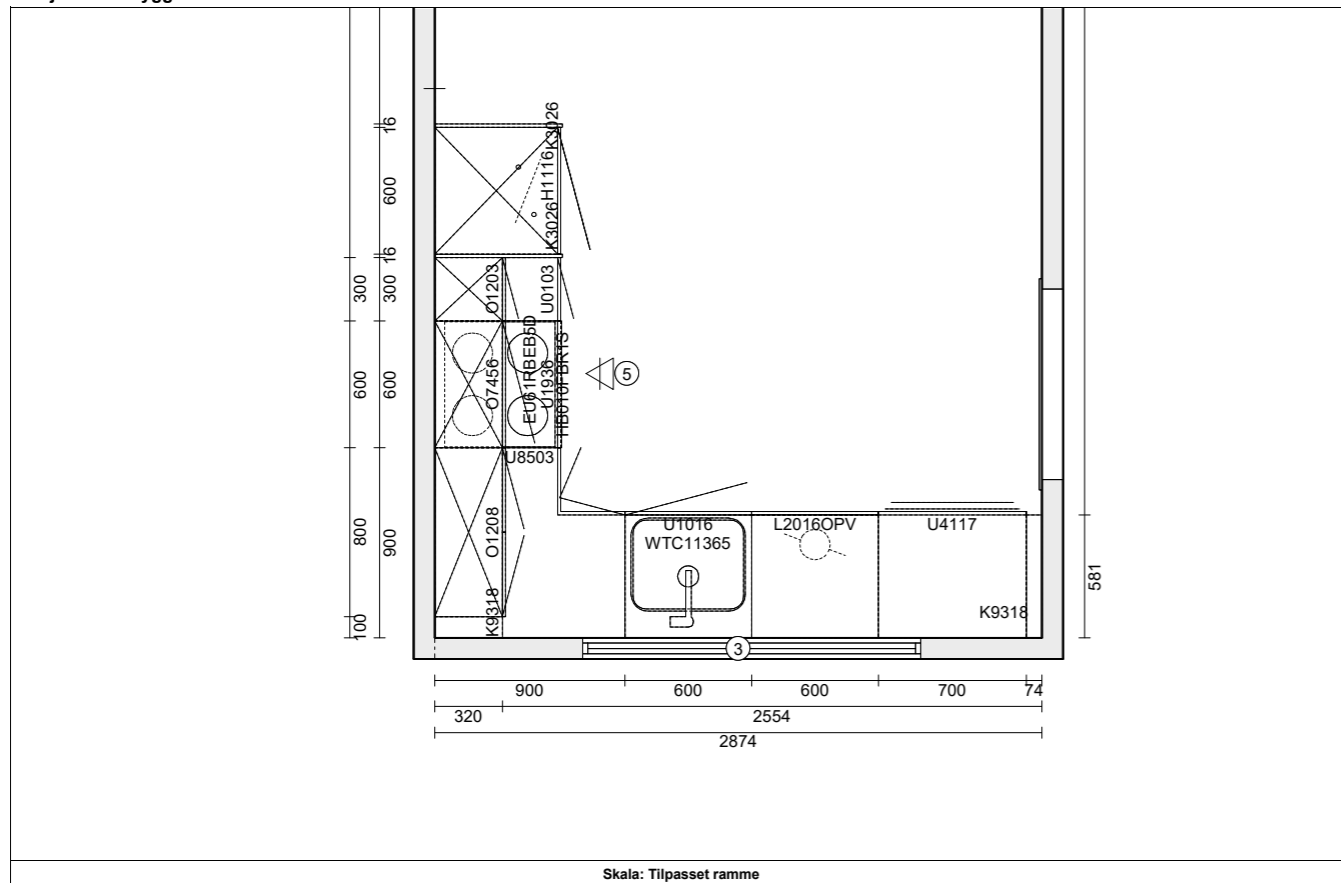 16
K3026
600
H1116
K3026
16
300
300
O1203
U0103
600
600
O7456
EU61RBEB5D
U1936
HB010FBR1S
5
U8503
800
900
O1208
U1016
L2016OPV
U4117
WTC11365
581
100
K9318
K9318
3
900
600
600
700
74
320
2554
2874
Skala: Tilpasset ramme